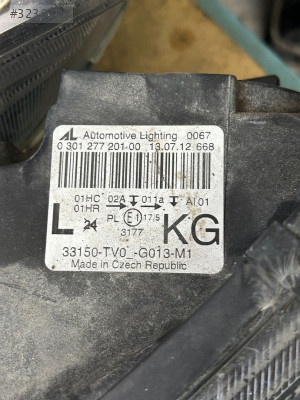 #323
AL Automotive Lighting 0067
0 301 277 201-00 13.07.12 668
01HC 02A 011a AI 01
01HR
L 24 PL E1 17.5 KG
3177
33150-TV0_-G013-M1
Made in Czech Republic